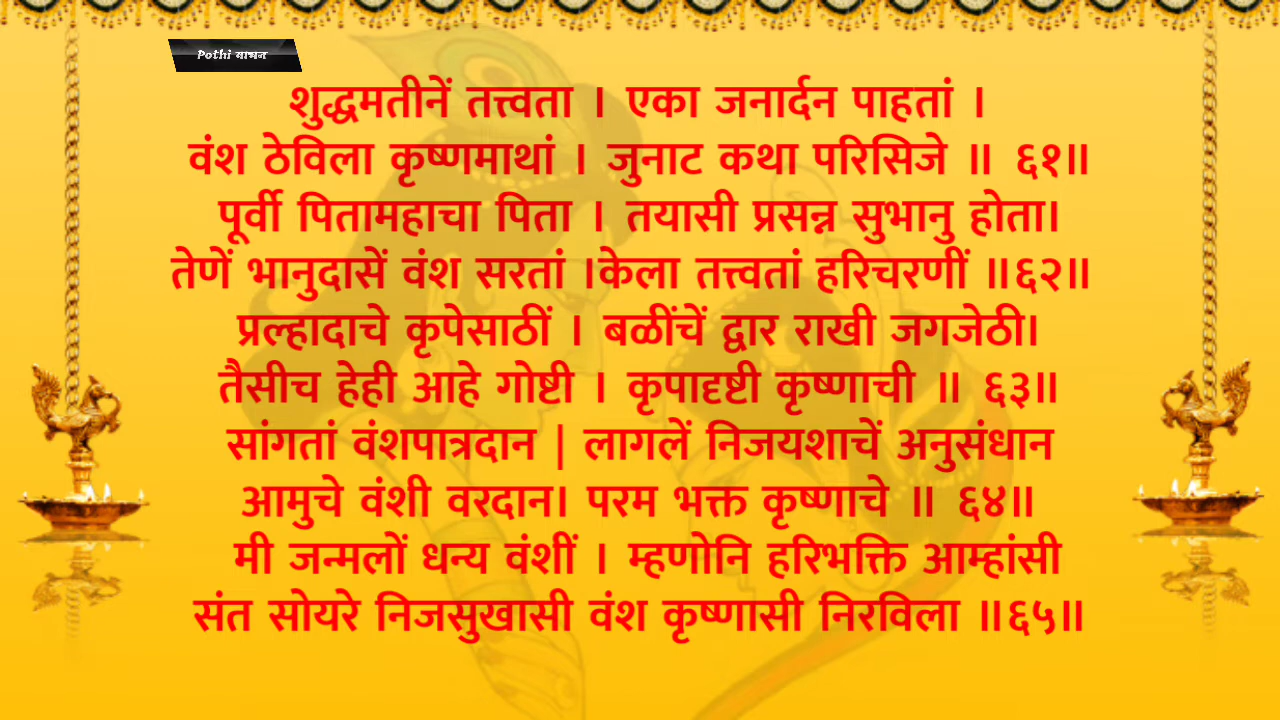 Pothi वाचन
शुद्धमतीनें तत्त्वता । एका जनार्दन पाहतां ।
वंश ठेविला कृष्णमाथां । जुनाट कथा परिसिजे ॥ ६१॥
पूर्वी पितामहाचा पिता । तयासी प्रसन्न सुभानु होता।
तेणें भानुदासें वंश सरतां ।केला तत्त्वतां हरिचरणीं ॥६२॥
प्रल्हादाचे कृपेसाठीं । बळींचें द्वार राखी जगजेठी।
तैसीच हेही आहे गोष्टी । कृपादृष्टी कृष्णाची ॥ ६३॥
सांगतां वंशपात्रदान | लागलें निजयशाचें अनुसंधान
आमुचे वंशी वरदान। परम भक्त कृष्णाचे ॥ ६४॥
मी जन्मलों धन्य वंशीं । म्हणोनि हरिभक्ति आम्हांसी
संत सोयरे निजसुखासी वंश कृष्णासी निरविला ॥६५॥